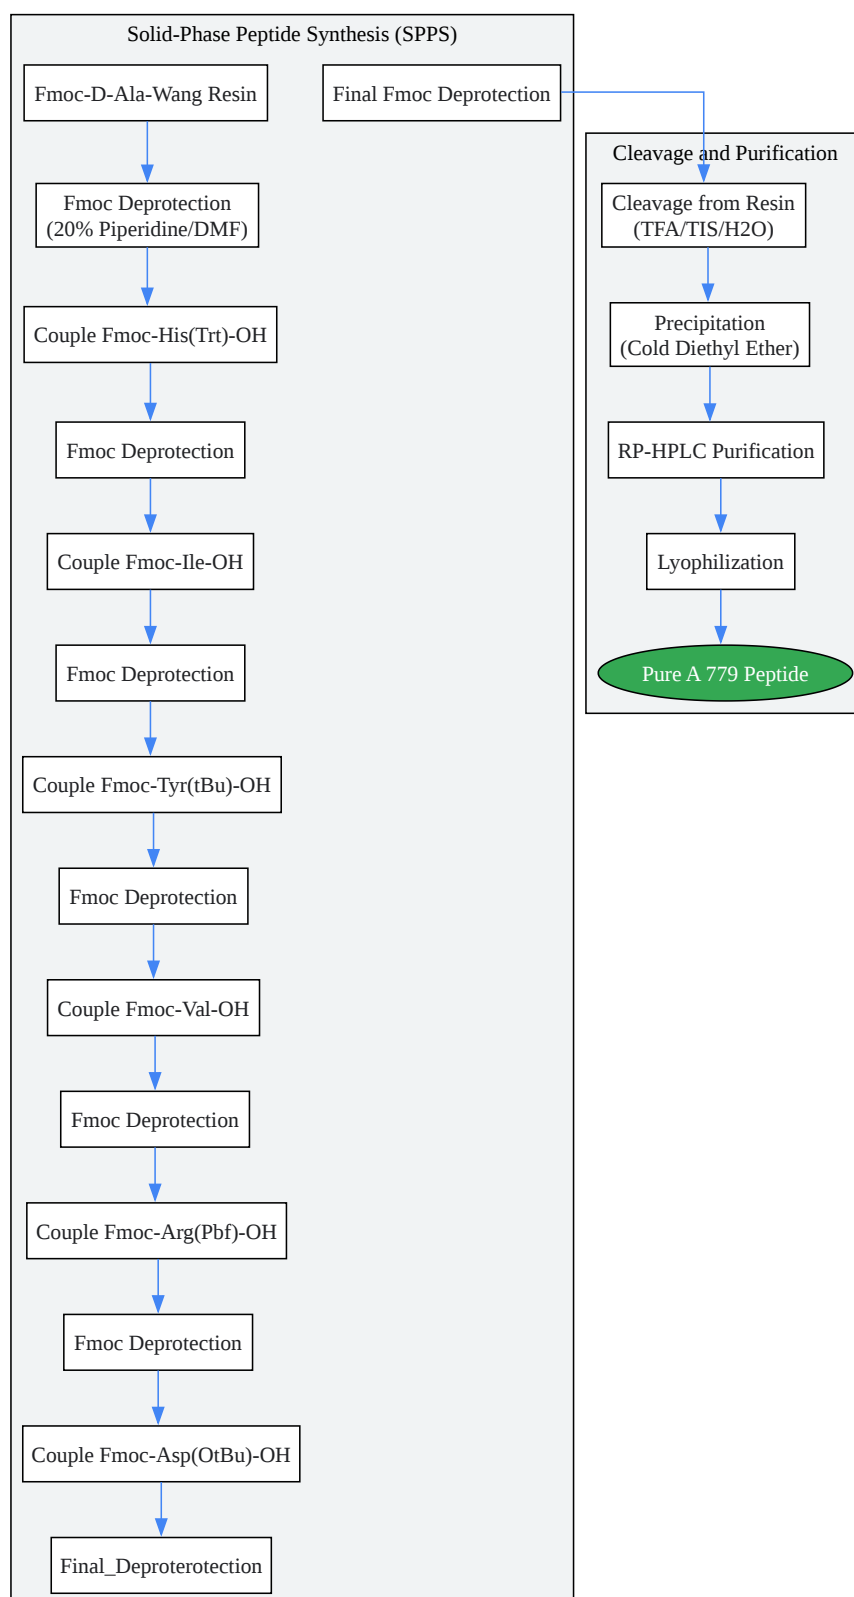 Solid-Phase Peptide Synthesis (SPPS)
Fmoc-D-Ala-Wang Resin
Fmoc Deprotection
(20% Piperidine/DMF)
Couple Fmoc-His(Trt)-OH
Fmoc Deprotection
Couple Fmoc-Ile-OH
Fmoc Deprotection
Couple Fmoc-Tyr(tBu)-OH
Fmoc Deprotection
Couple Fmoc-Val-OH
Fmoc Deprotection
Couple Fmoc-Arg(Pbf)-OH
Fmoc Deprotection
Couple Fmoc-Asp(OtBu)-OH
Final_Deproterotection
Final Fmoc Deprotection
Cleavage and Purification
Cleavage from Resin
(TFA/TIS/H2O)
Precipitation
(Cold Diethyl Ether)
RP-HPLC Purification
Lyophilization
Pure A 779 Peptide